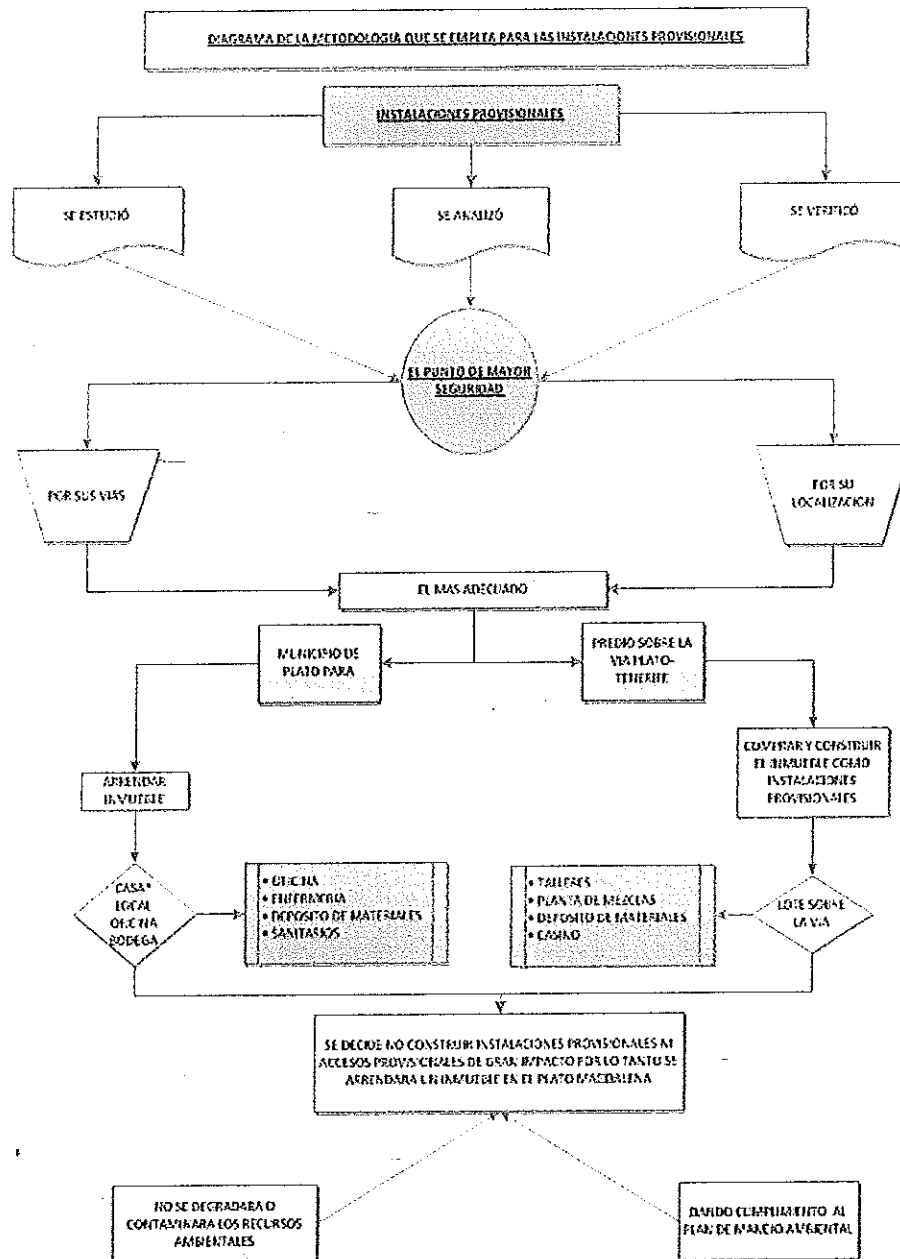 DIAGRAMA DE LA METODOLOGIA QUE SE EMPLEA PARA LAS INSTALACIONES PROVISIONALES
INSTALACIONES PROVISIONALES
SE ESTUDIÓ
SE ANALIZÓ
SE VERIFICÓ
EL PUNTO DE MAYOR
SEGURIDAD
POR SUS VIAS
POR SU
LOCALIZACION
EL MAS ADECUADO
MUNICIPIO DE
PLATO PARA
PREDIO SOBRE LA
VIA PLATO-
TENERIFE
ARRENDAR
INMUEBLE
COMPRAR Y CONSTRUIR
EL INMUEBLE COMO
INSTALACIONES
PROVISIONALES
CASA*
LOCAL
OFICINA
BODEGA
• OFICINA
• ENFERMERIA
• DEPOSITO DE MATERIALES
• SANITARIOS
• TALLERES
• PLANTA DE MEZCLAS
• DEPOSITO DE MATERIALES
• CASINO
LOTE SOBRE
LA VIA
SE DECIDE NO CONSTRUIR INSTALACIONES PROVISIONALES NI
ACCESOS PROVISIONALES DE GRAN IMPACTO POR LO TANTO SE
ARRENDARA UN INMUEBLE EN EL PLATO MAGDALENA
NO SE DEGRADARA O
CONTAMINARA LOS RECURSOS
AMBIENTALES
DANDO CUMPLIMIENTO AL
PLAN DE MANEJO AMBIENTAL